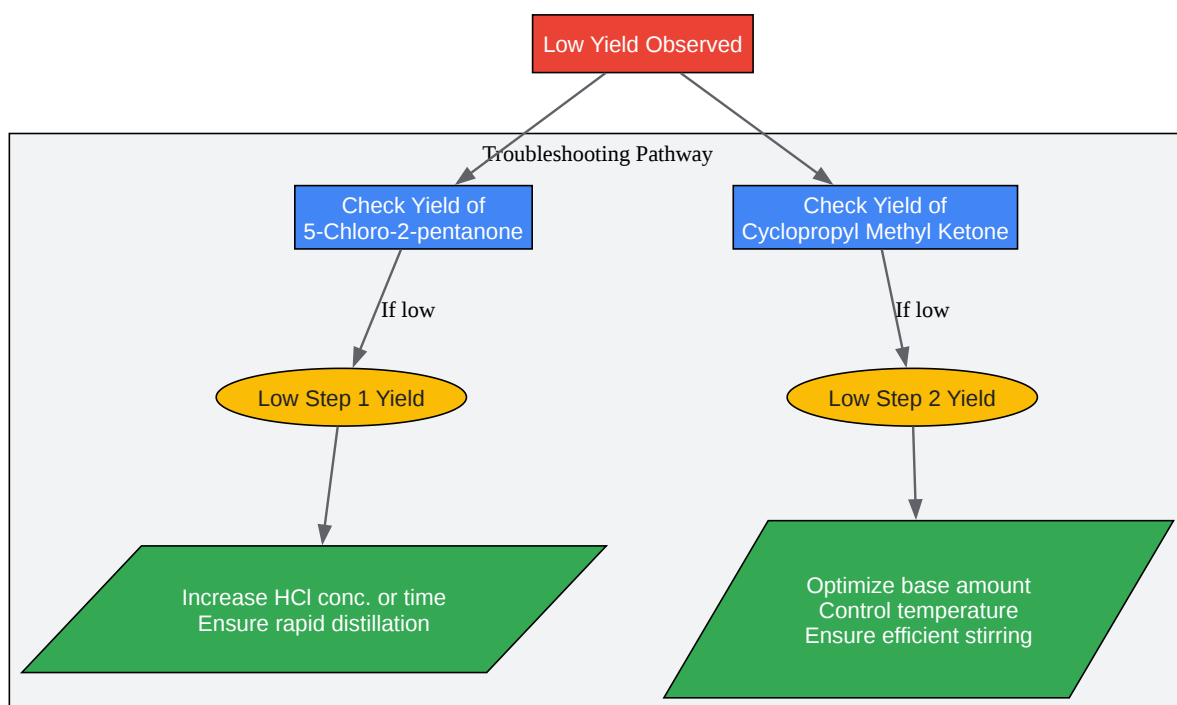 Low Yield Observed
Troubleshooting Pathway
Check Yield of
5-Chloro-2-pentanone
Check Yield of
Cyclopropyl Methyl Ketone
If low
If low
Low Step 1 Yield
Low Step 2 Yield
Increase HCl conc. or time
Ensure rapid distillation
Optimize base amount
Control temperature
Ensure efficient stirring